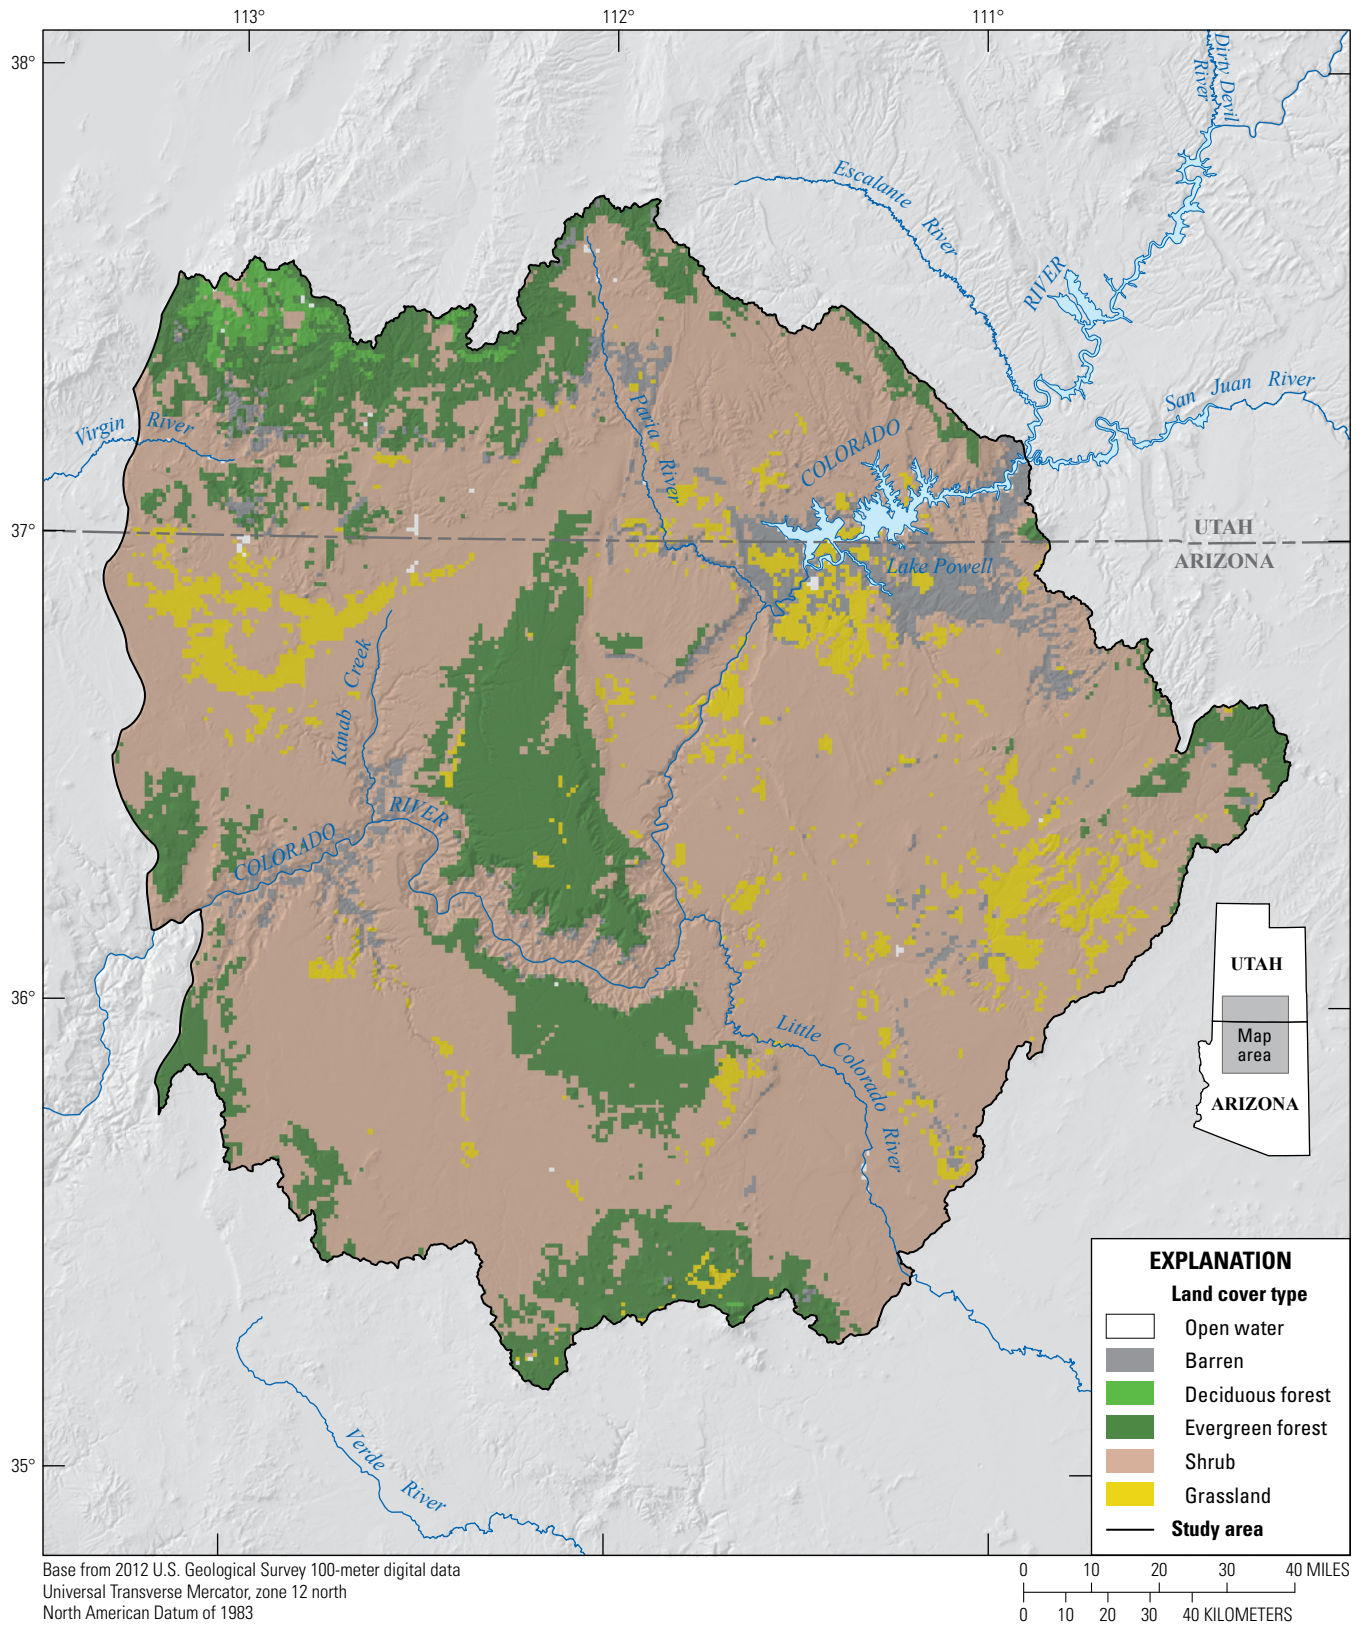 113°
112°
111°
38°
Dirty Devil
River
Escalante
River
RIVER
San Juan River
Virgin River
Paria
River
COLORADO
37°
UTAH
ARIZONA
Lake Powell
Kanab Creek
COLORADO
RIVER
36°
Little Colorado
River
UTAH
Map
area
ARIZONA
35°
Verde
River
EXPLANATION
Land cover type
Open water
Barren
Deciduous forest
Evergreen forest
Shrub
Grassland
Study area
Base from 2012 U.S. Geological Survey 100-meter digital data
Universal Transverse Mercator, zone 12 north
North American Datum of 1983
0 10 20 30 40 MILES
0 10 20 30 40 KILOMETERS